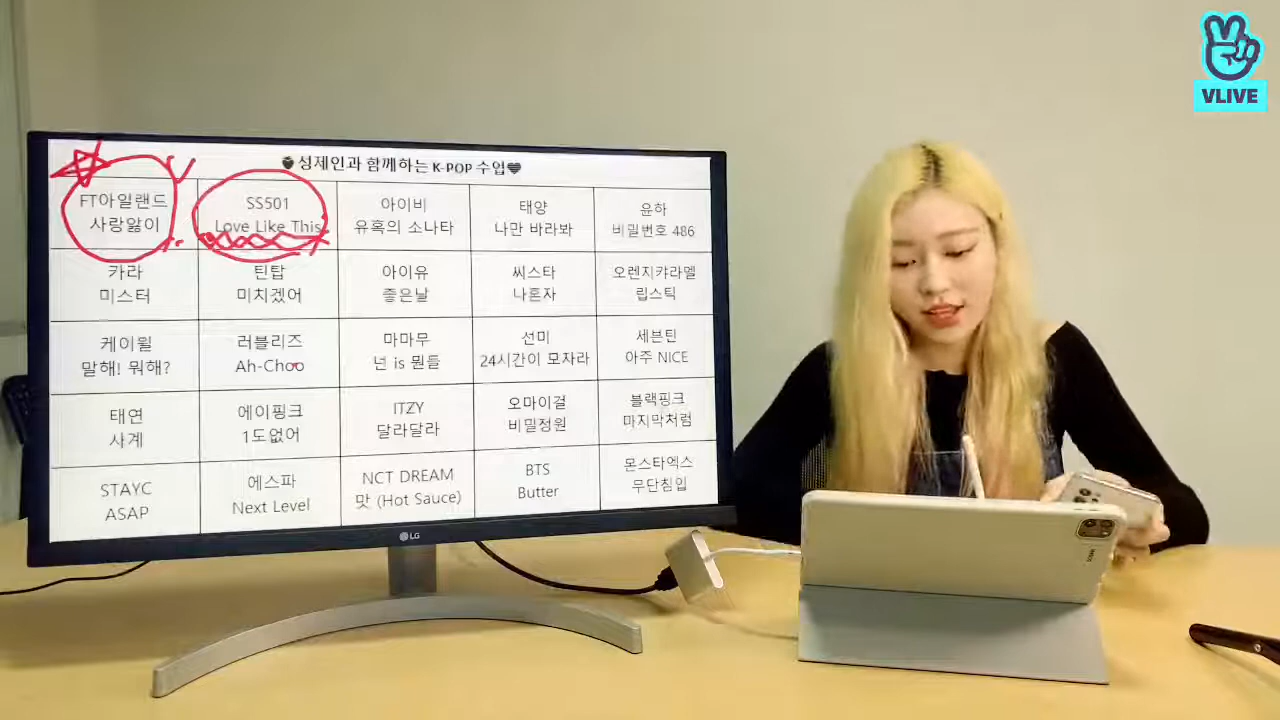 VLIVE
성제인과 함께하는 K-POP 수업
FT아일랜드
사랑앓이
SS501
Love Like This
아이비
유혹의 소나타
태양
나만 바라봐
윤하
비밀번호 486
카라
미스터
틴탑
미치겠어
아이유
좋은날
씨스타
나혼자
오렌지캬라멜
립스틱
케이윌
말해! 뭐해?
러블리즈
Ah-Choo
마마무
넌 is 뭔들
선미
24시간이 모자라
세븐틴
아주 NICE
태연
사계
에이핑크
1도없어
ITZY
달라달라
오마이걸
비밀정원
블랙핑크
마지막처럼
STAYC
ASAP
에스파
Next Level
NCT DREAM
맛 (Hot Sauce)
BTS
Butter
몬스타엑스
무단침입
LG